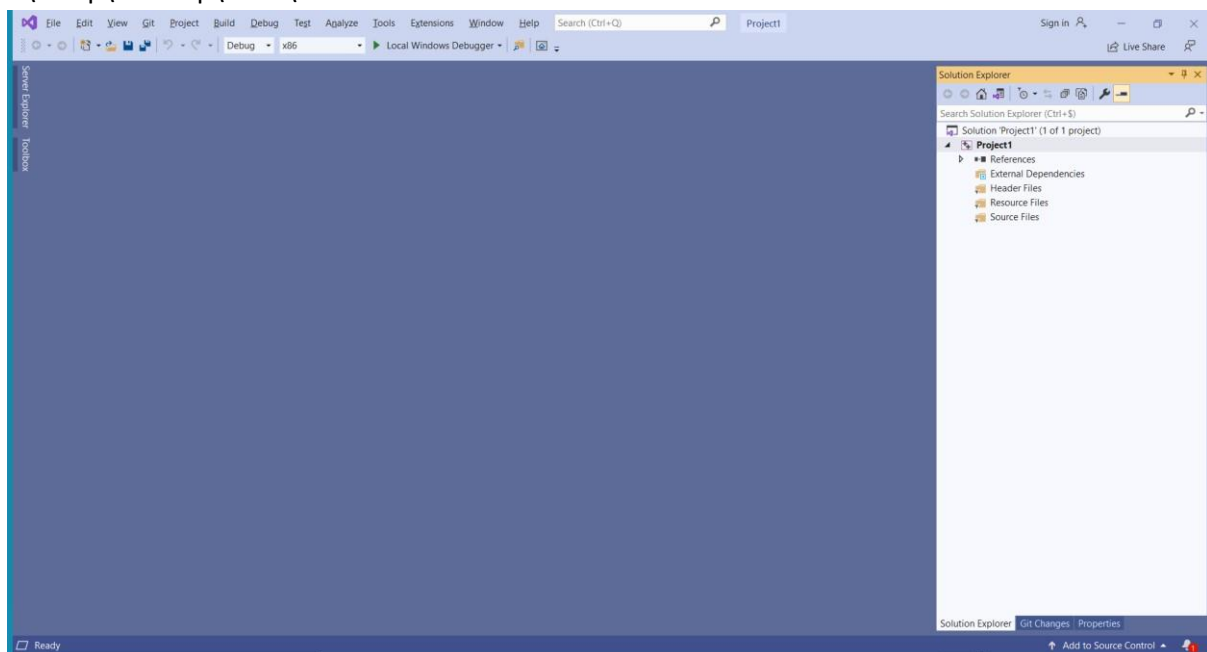 File Edit View Git Project Build Debug Test Analyze Tools Extensions Window Help Search (Ctrl+Q) Project1 Sign in
Debug x86 Local Windows Debugger Live Share
Server Explorer
Toolbox
Solution Explorer
Search Solution Explorer (Ctrl+$)
Solution 'Project1' (1 of 1 project)
Project1
References
External Dependencies
Header Files
Resource Files
Source Files
Solution Explorer Git Changes Properties
Ready Add to Source Control 1